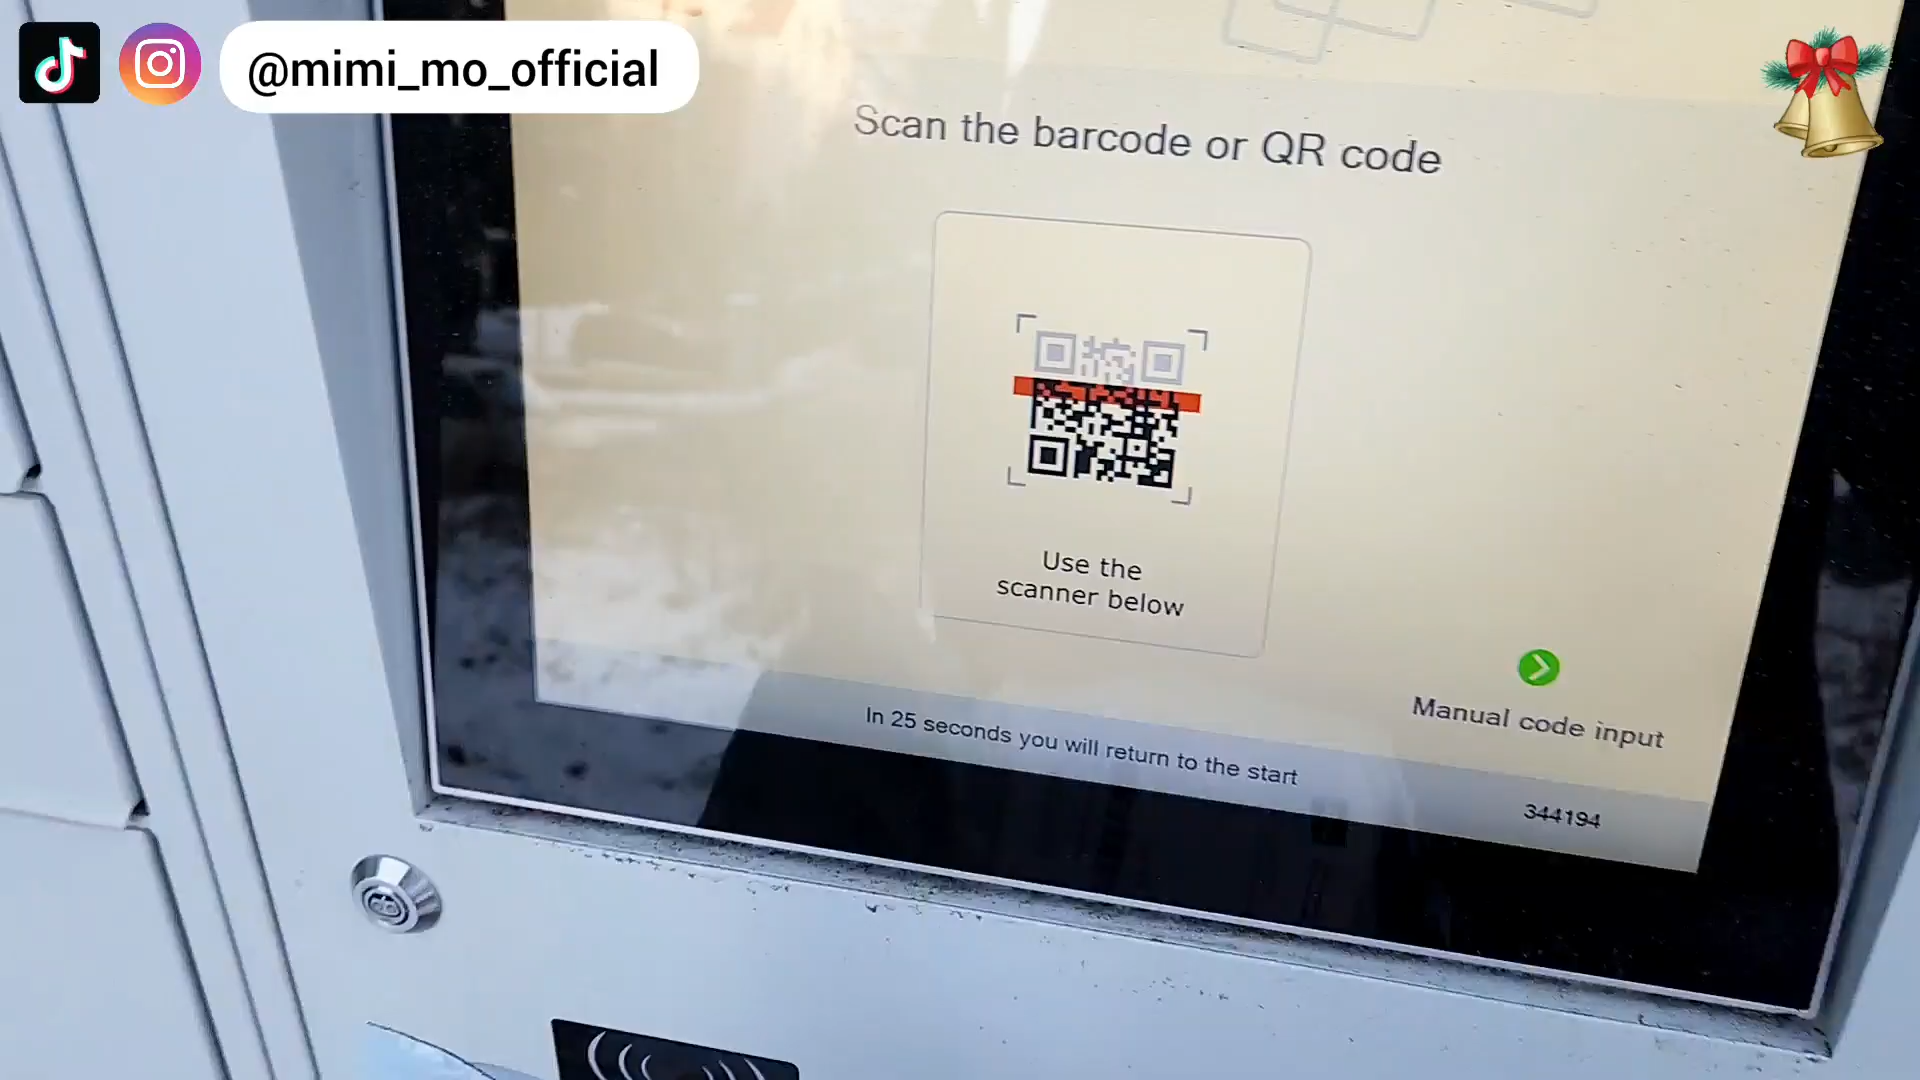 @mimi_mo_official
Scan the barcode or QR code
Use the
scanner below
Manual code input
In 25 seconds you will return to the start
344194